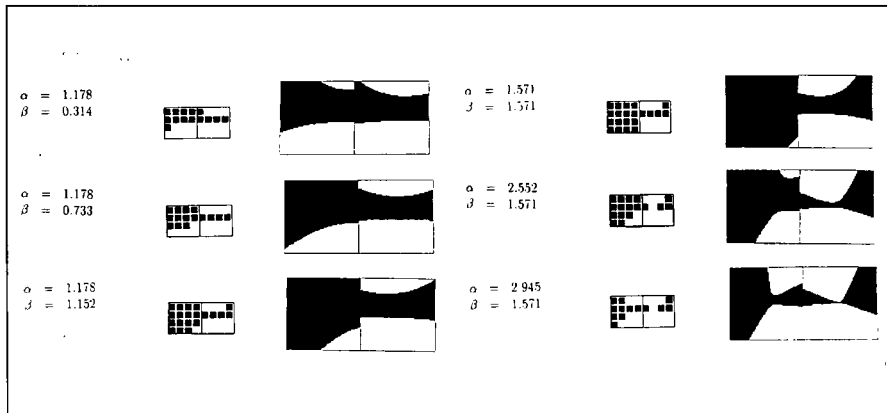 α = 1.178
β = 0.314
α = 1.178
β = 0.733
α = 1.178
β = 1.152
α = 1.571
β = 1.571
α = 2.552
β = 1.571
α = 2.945
β = 1.571